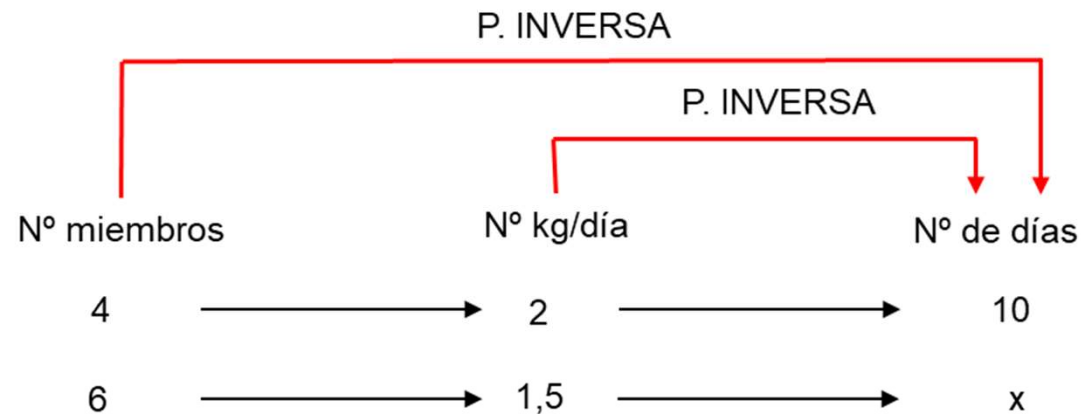 P. INVERSA
P. INVERSA
Nº miembros Nº kg/día Nº de días
4 2 10
6 1,5 x